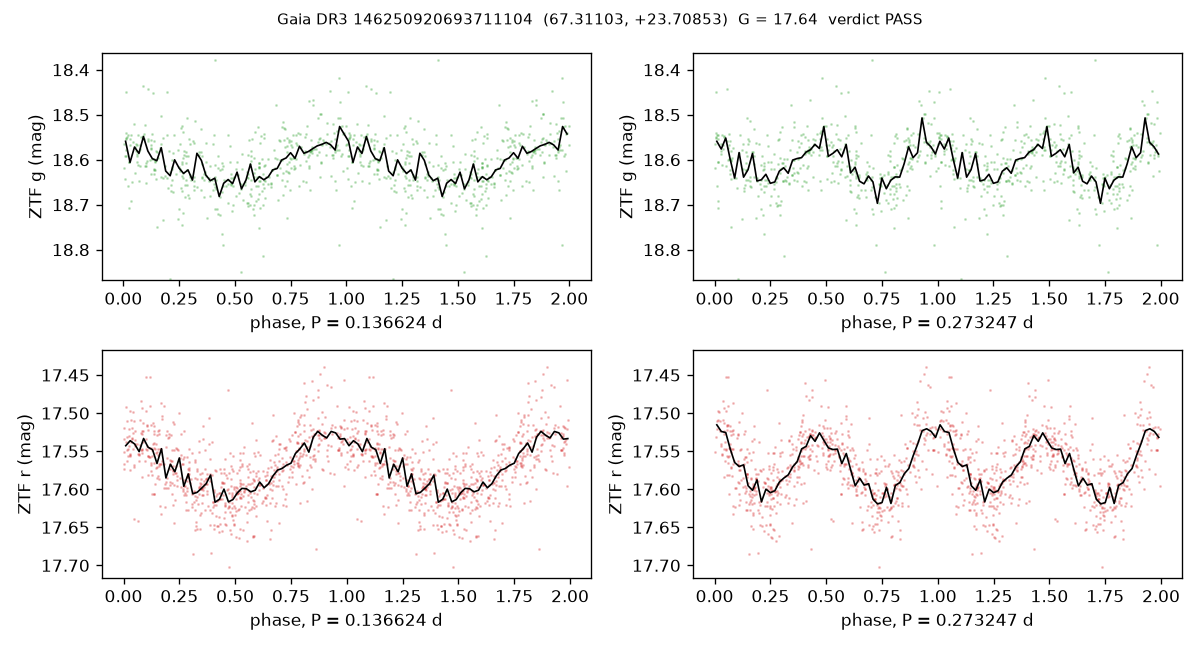 Gaia DR3 146250920693711104 (67.31103, +23.70853) G = 17.64 verdict PASS
ZTF g (mag)
18.4
18.5
18.6
18.7
18.8
0.00 0.25 0.50 0.75 1.00 1.25 1.50 1.75 2.00
phase, P = 0.136624 d
ZTF g (mag)
18.4
18.5
18.6
18.7
18.8
0.00 0.25 0.50 0.75 1.00 1.25 1.50 1.75 2.00
phase, P = 0.273247 d
ZTF r (mag)
17.45
17.50
17.55
17.60
17.65
17.70
0.00 0.25 0.50 0.75 1.00 1.25 1.50 1.75 2.00
phase, P = 0.136624 d
ZTF r (mag)
17.45
17.50
17.55
17.60
17.65
17.70
0.00 0.25 0.50 0.75 1.00 1.25 1.50 1.75 2.00
phase, P = 0.273247 d